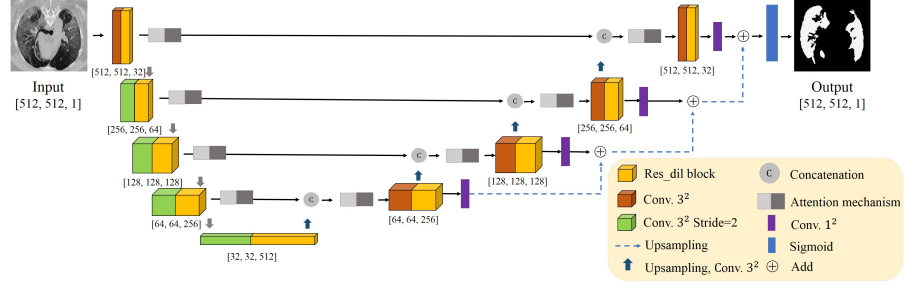 C
[512, 512, 32]
[512, 512, 32]
Input
[512, 512, 1]
Output
[512, 512, 1]
C
[256, 256, 64]
[256, 256, 64]
C
[128, 128, 128]
[128, 128, 128]
C
[64, 64, 256]
[64, 64, 256]
[32, 32, 512]
Res_dil block
Conv. 3²
Conv. 3² Stride=2
Upsampling
Upsampling, Conv. 3²
C Concatenation
Attention mechanism
Conv. 1²
Sigmoid
Add